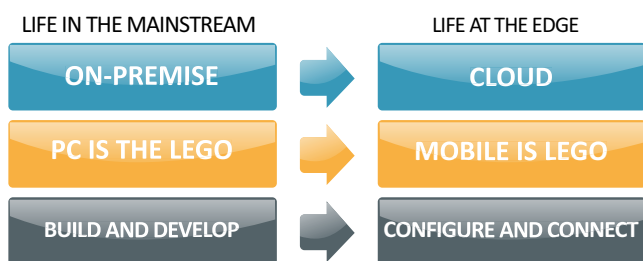 LIFE IN THE MAINSTREAM
LIFE AT THE EDGE
ON-PREMISE
CLOUD
PC IS THE LEGO
MOBILE IS LEGO
BUILD AND DEVELOP
CONFIGURE AND CONNECT